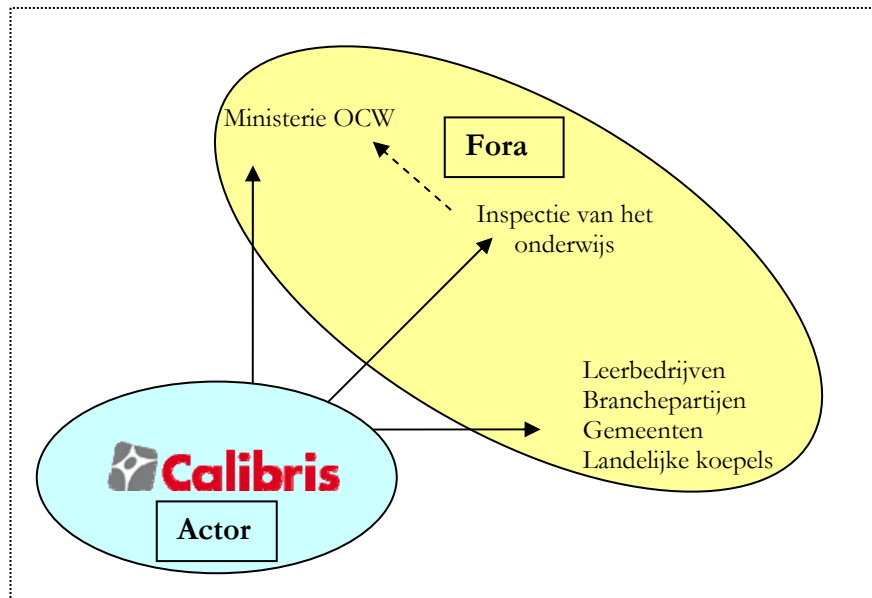 Ministerie OCW
Fora
Inspectie van het
onderwijs
Leerbedrijven
Branchepartijen
Gemeenten
Landelijke koepels
Calibris
Actor